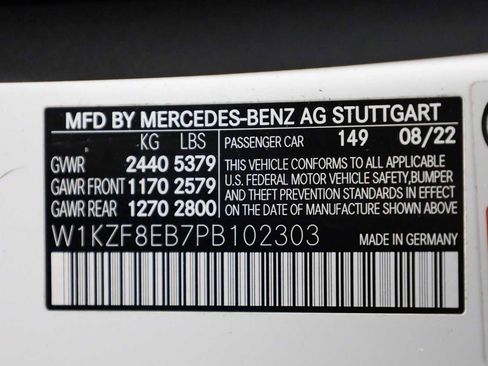 MFD BY MERCEDES-BENZ AG STUTTGART
KG LBS PASSENGER CAR 149 08/22
GVWR 2440 5379 THIS VEHICLE CONFORMS TO ALL APPLICABLE
GAWR FRONT 1170 2579 U.S. FEDERAL MOTOR VEHICLE SAFETY,BUMPER
AND THEFT PREVENTION STANDARDS IN EFFECT
GAWR REAR 1270 2800 ON THE DATE OF MANUFACTURE SHOWN ABOVE.
W1KZF8EB7PB102303 MADE IN GERMANY